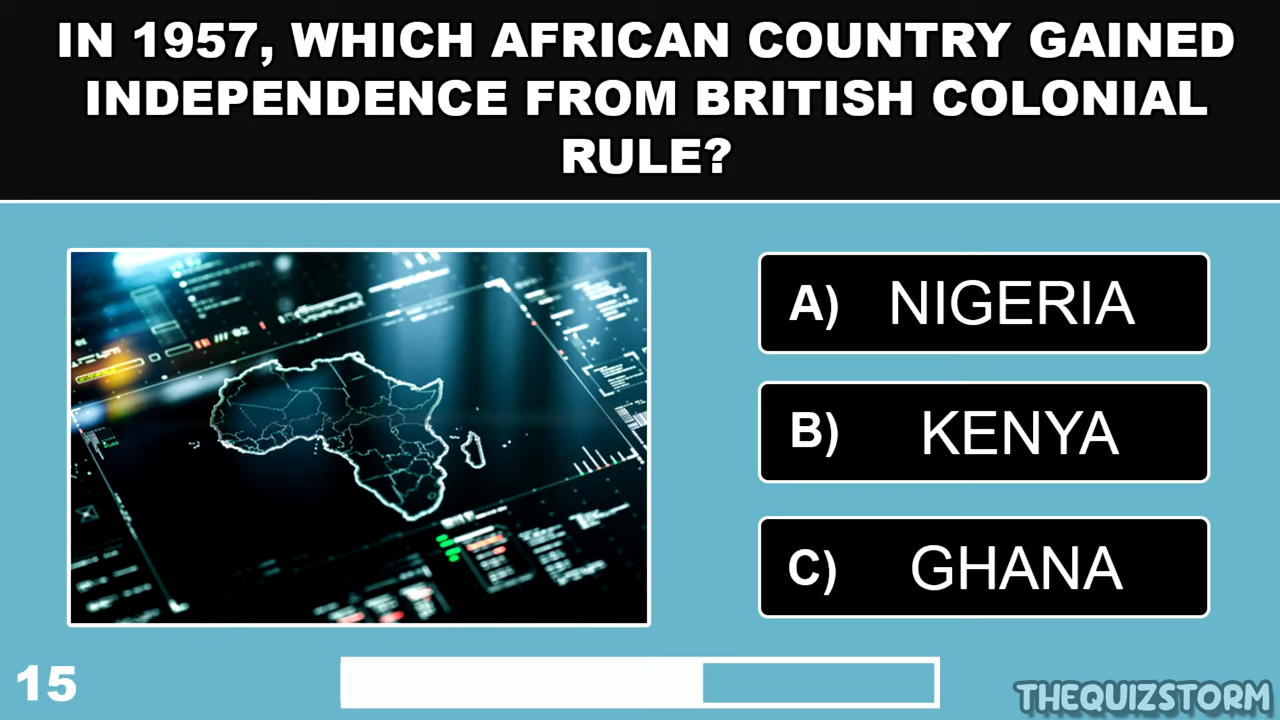 IN 1957, WHICH AFRICAN COUNTRY GAINED
INDEPENDENCE FROM BRITISH COLONIAL
RULE?
A) NIGERIA
B) KENYA
C) GHANA
15
THEQUIZSTORM